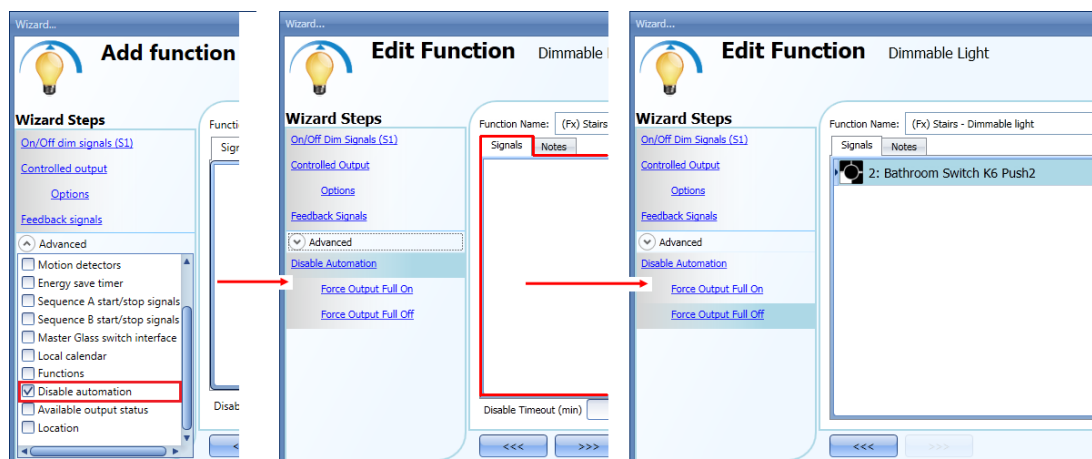 Wizard...
Add function
Wizard Steps
On/Off dim signals (S1)
Controlled output
Options
Feedback signals
Advanced
Motion detectors
Energy save timer
Sequence A start/stop signals
Sequence B start/stop signals
Master Glass switch interface
Local calendar
Functions
Disable automation
Available output status
Location
Functi
Sigr
Disab
<
Wizard...
Edit Function Dimmable
Wizard Steps
On/Off Dim Signals (S1)
Controlled Output
Options
Feedback Signals
Advanced
Disable Automation
Force Output Full On
Force Output Full Off
Function Name: (Fx) Stairs
Signals Notes
Disable Timeout (min)
<<< >>>
Wizard...
Edit Function Dimmable Light
Wizard Steps
On/Off Dim Signals (S1)
Controlled Output
Options
Feedback Signals
Advanced
Disable Automation
Force Output Full On
Force Output Full Off
Function Name: (Fx) Stairs - Dimmable light
Signals Notes
2: Bathroom Switch K6 Push2
<<< >>>